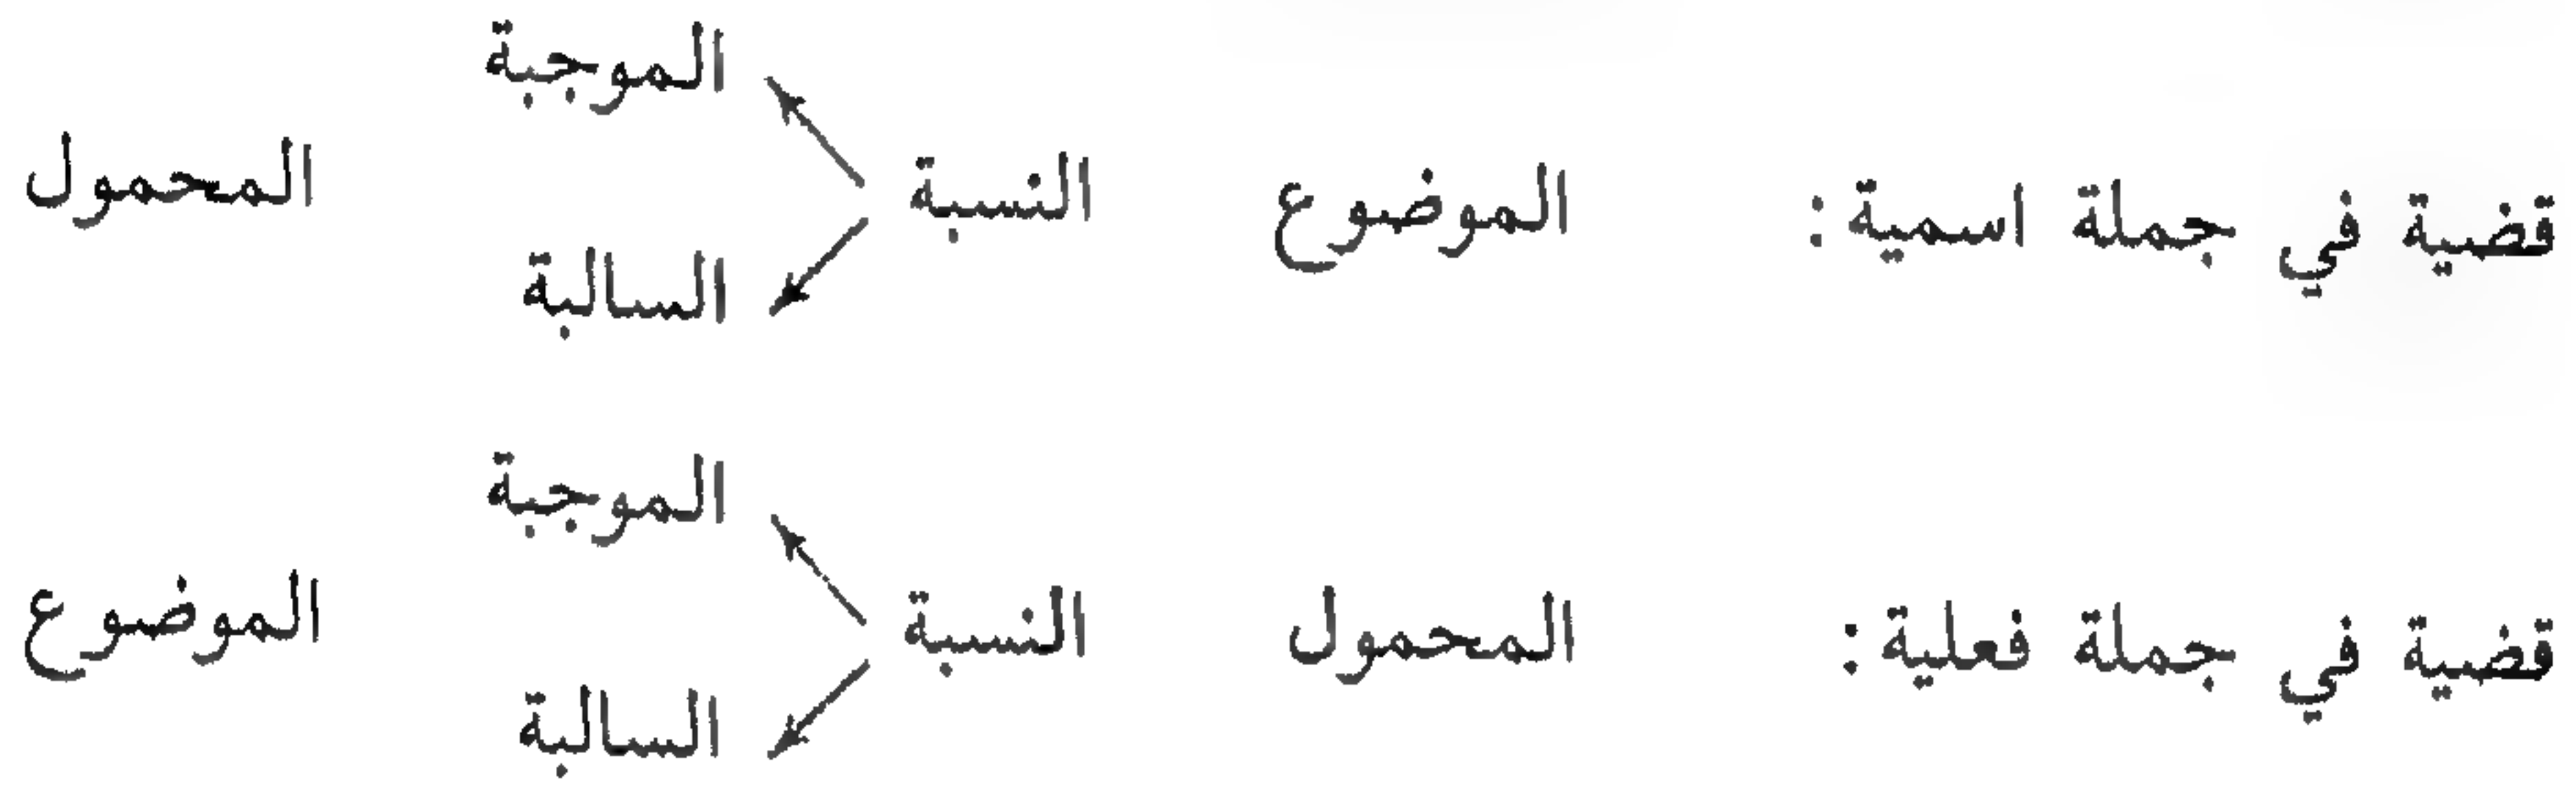 الموجبة
قضية في جملة اسمية: الموضوع النسبة المحمول
السالبة
الموجبة
قضية في جملة فعلية: المحمول النسبة الموضوع
السالبة